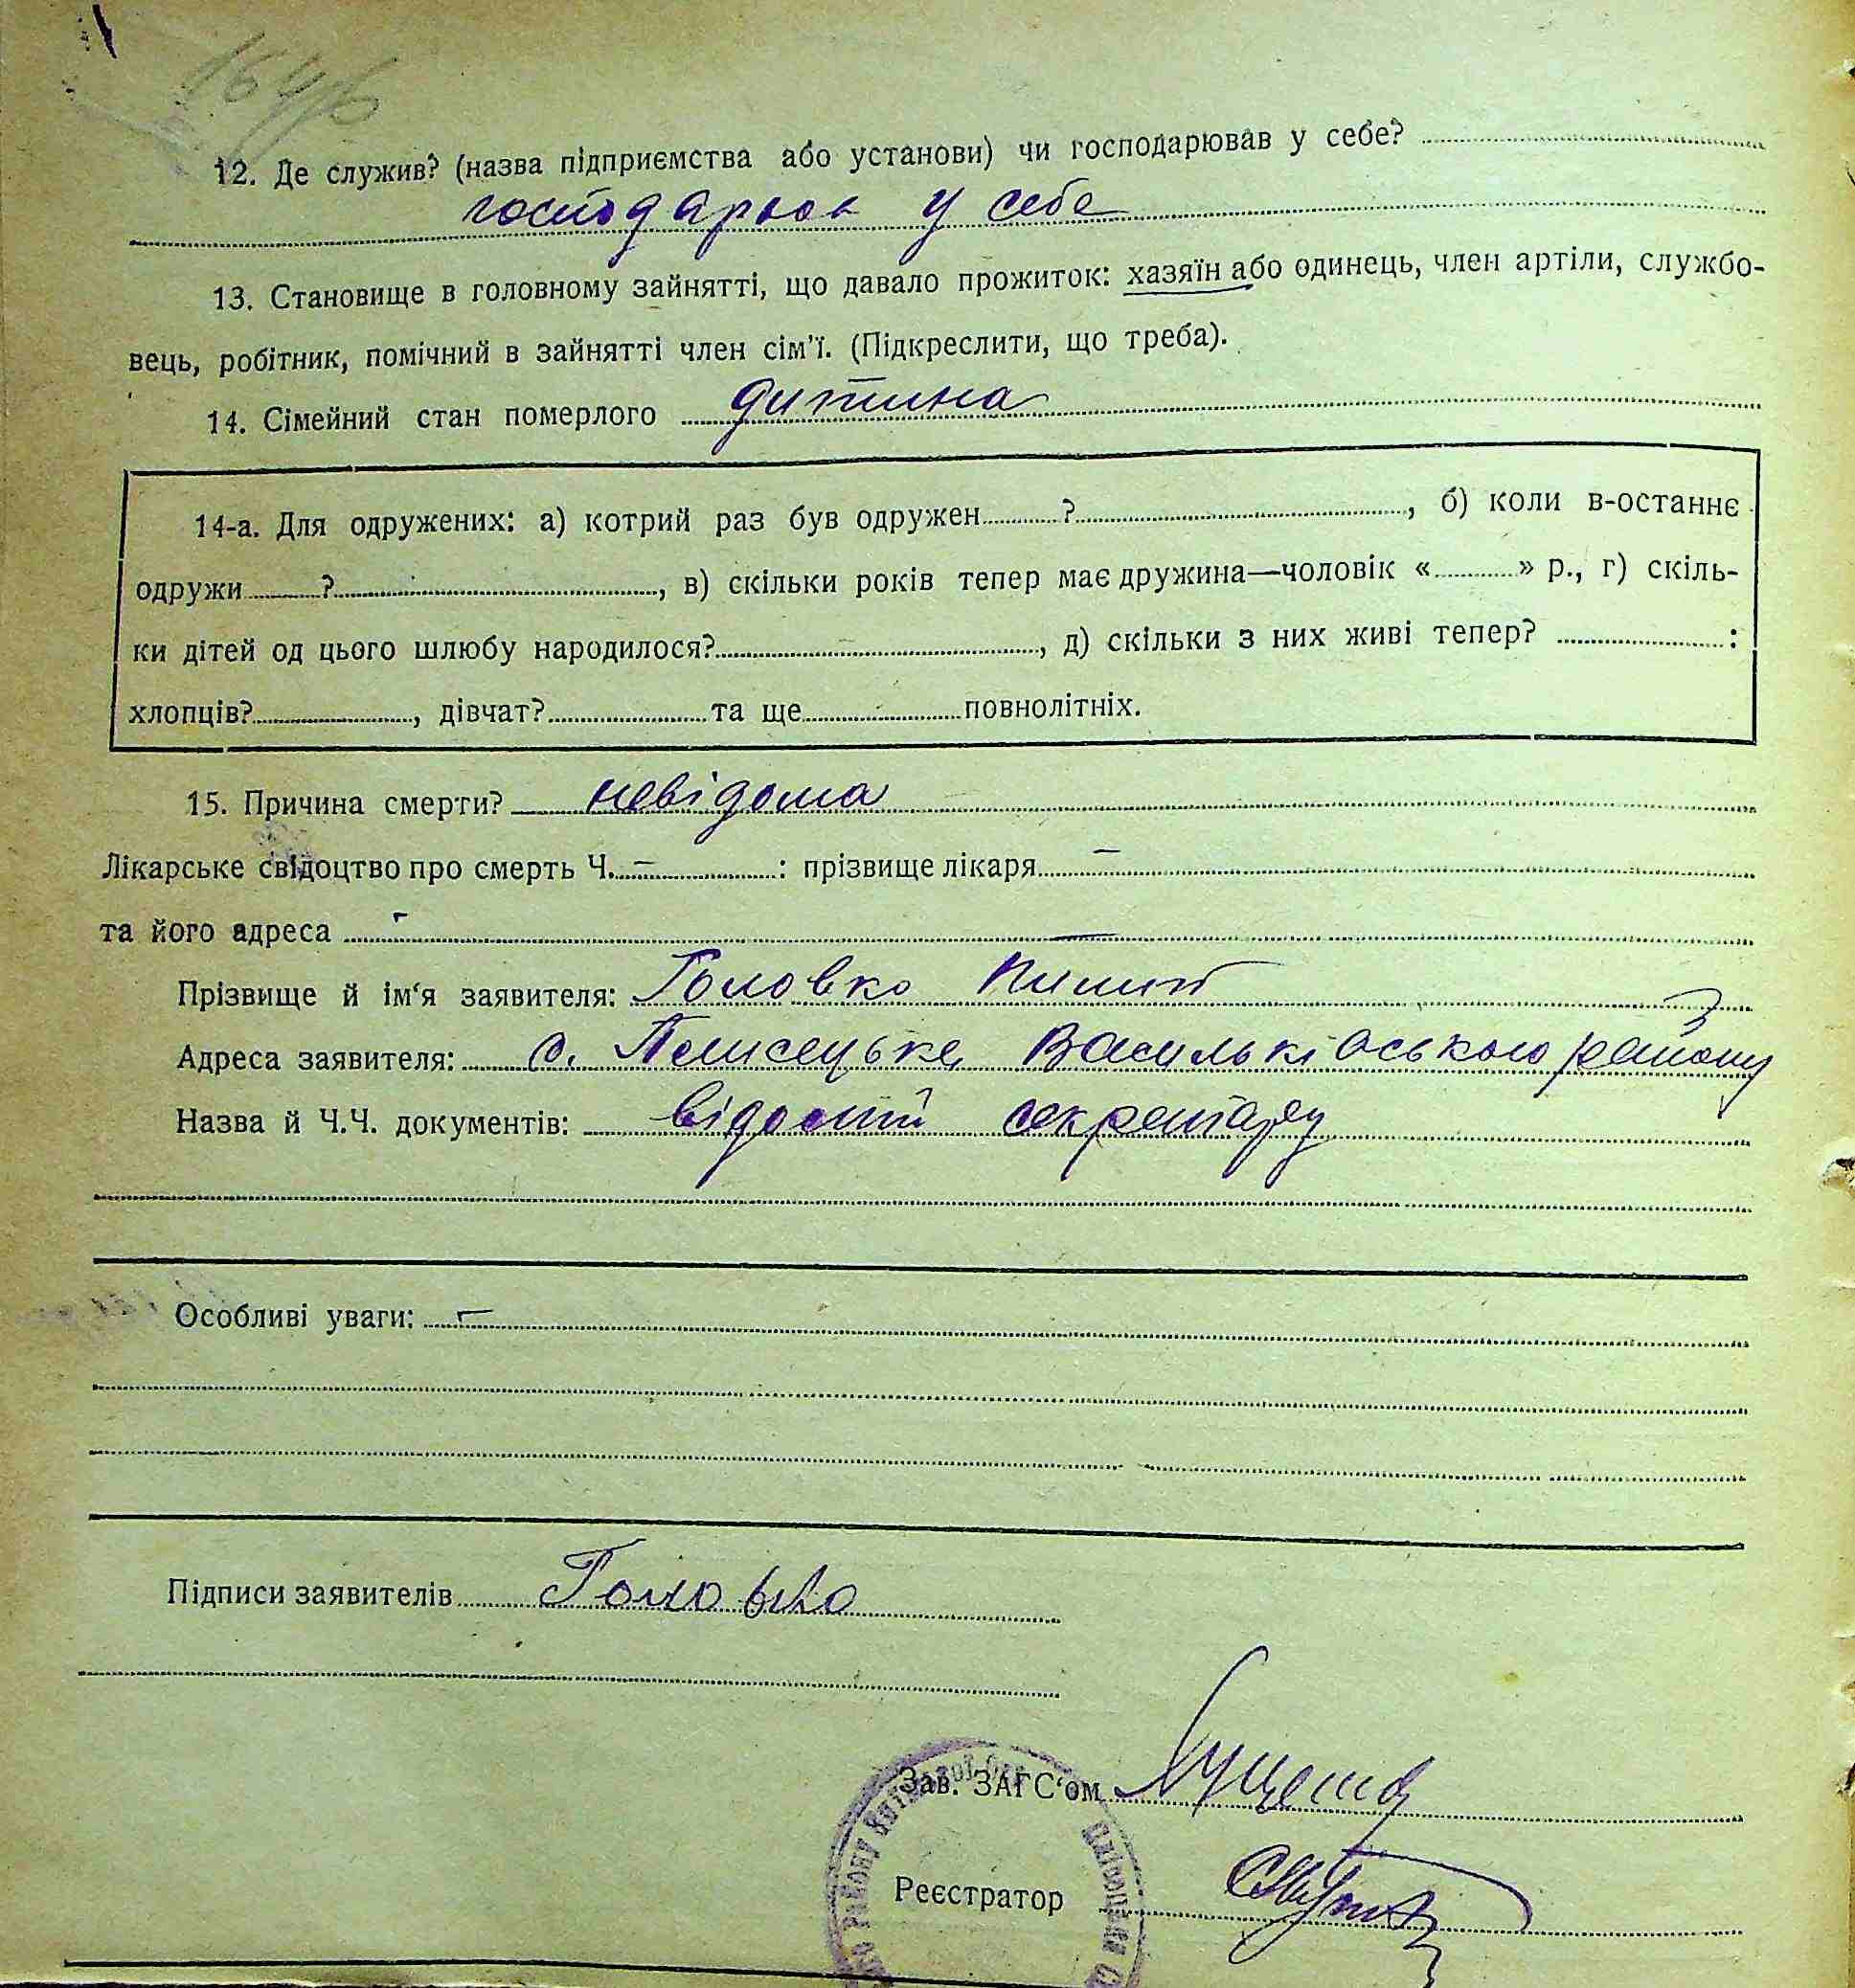 164/б
12. Де служив? (назва підприємства або установи) чи господарював у себе?
господарював у себе
13. Становище в головному зайнятті, що давало прожиток: хазяїн або одинець, член артіли, службо-
вець, робітник, помічний в зайнятті член сім'ї. (Підкреслити, що треба).
14. Сімейний стан померлого дитина
14-а. Для одружених: а) котрий раз був одружен ?, б) коли в-останнє
одружи ?, в) скільки років тепер має дружина—чоловік « » р., г) скіль-
ки дітей од цього шлюбу народилося?, д) скільки з них живі тепер? :
хлопців?, дівчат? та ще повнолітніх.
15. Причина смерти? невідома
Лікарське свідоцтво про смерть Ч. — : прізвище лікаря —
та його адреса — —
Прізвище й ім'я заявителя: Головко Пилип
Адреса заявителя: с. Плисецьке Васильківського району
Назва й Ч.Ч. документів: відомий секретарю
Особливі уваги: —
Підписи заявителів Головко
Зав. ЗАГС'ом
Реєстратор